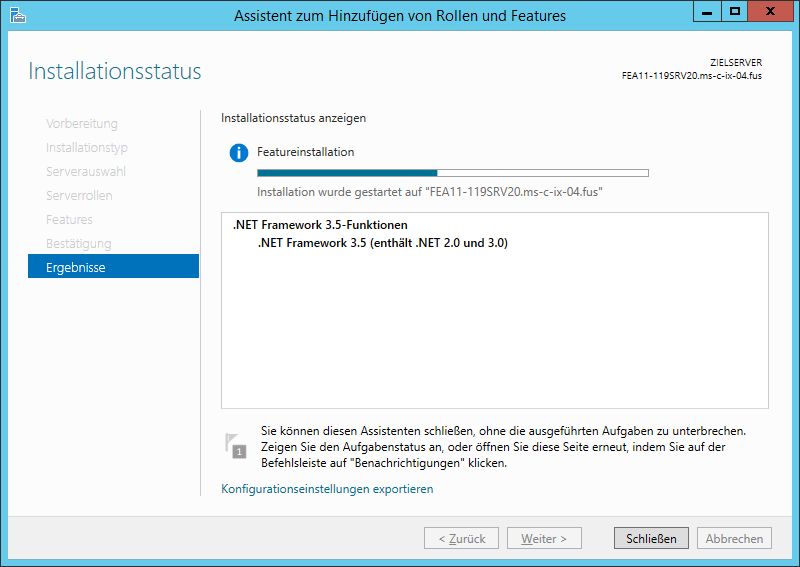 Assistent zum Hinzufügen von Rollen und Features
Installationsstatus
ZIELSERVER
FEA11-119SRV20.ms-c-ix-04.fus
Vorbereitung
Installationstyp
Serverauswahl
Serverrollen
Features
Bestätigung
Ergebnisse
Installationsstatus anzeigen
Featureinstallation
Installation wurde gestartet auf "FEA11-119SRV20.ms-c-ix-04.fus"
.NET Framework 3.5-Funktionen
.NET Framework 3.5 (enthält .NET 2.0 und 3.0)
1
Sie können diesen Assistenten schließen, ohne die ausgeführten Aufgaben zu unterbrechen.
Zeigen Sie den Aufgabenstatus an, oder öffnen Sie diese Seite erneut, indem Sie auf der
Befehlsleiste auf "Benachrichtigungen" klicken.
Konfigurationseinstellungen exportieren
< Zurück
Weiter >
Schließen
Abbrechen